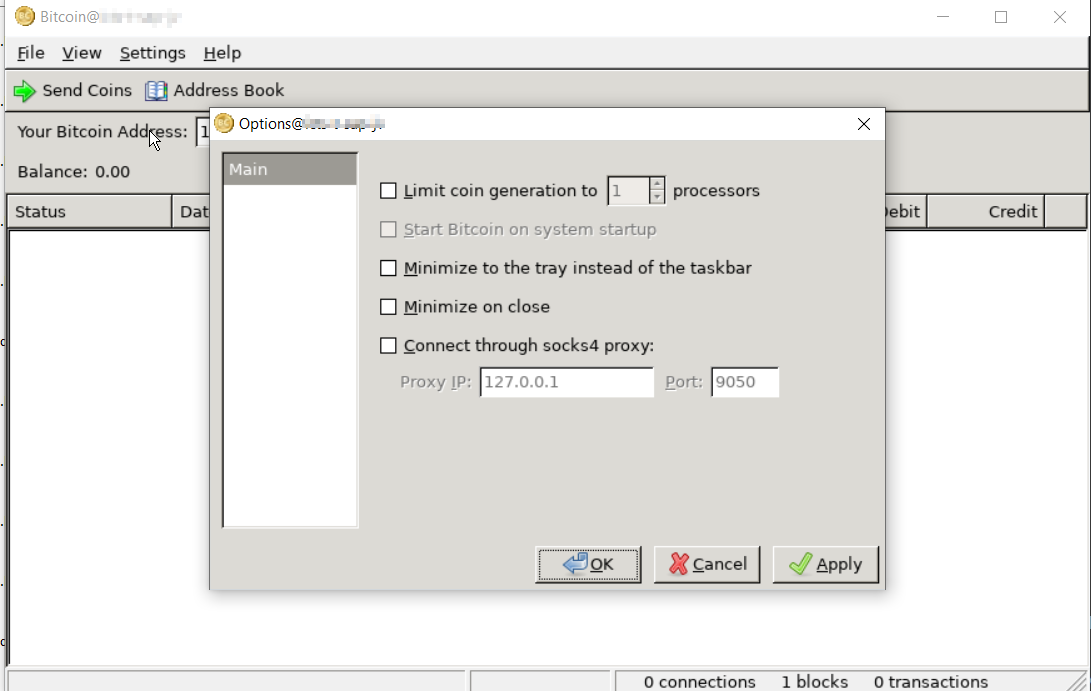 Bitcoin@
File View Settings Help
Send Coins Address Book
Your Bitcoin Address: 1
Options@
Balance: 0.00
Status Dat ebit Credit
Main
Limit coin generation to 1 processors
Start Bitcoin on system startup
Minimize to the tray instead of the taskbar
Minimize on close
Connect through socks4 proxy:
Proxy IP: 127.0.0.1 Port: 9050
OK Cancel Apply
0 connections 1 blocks 0 transactions